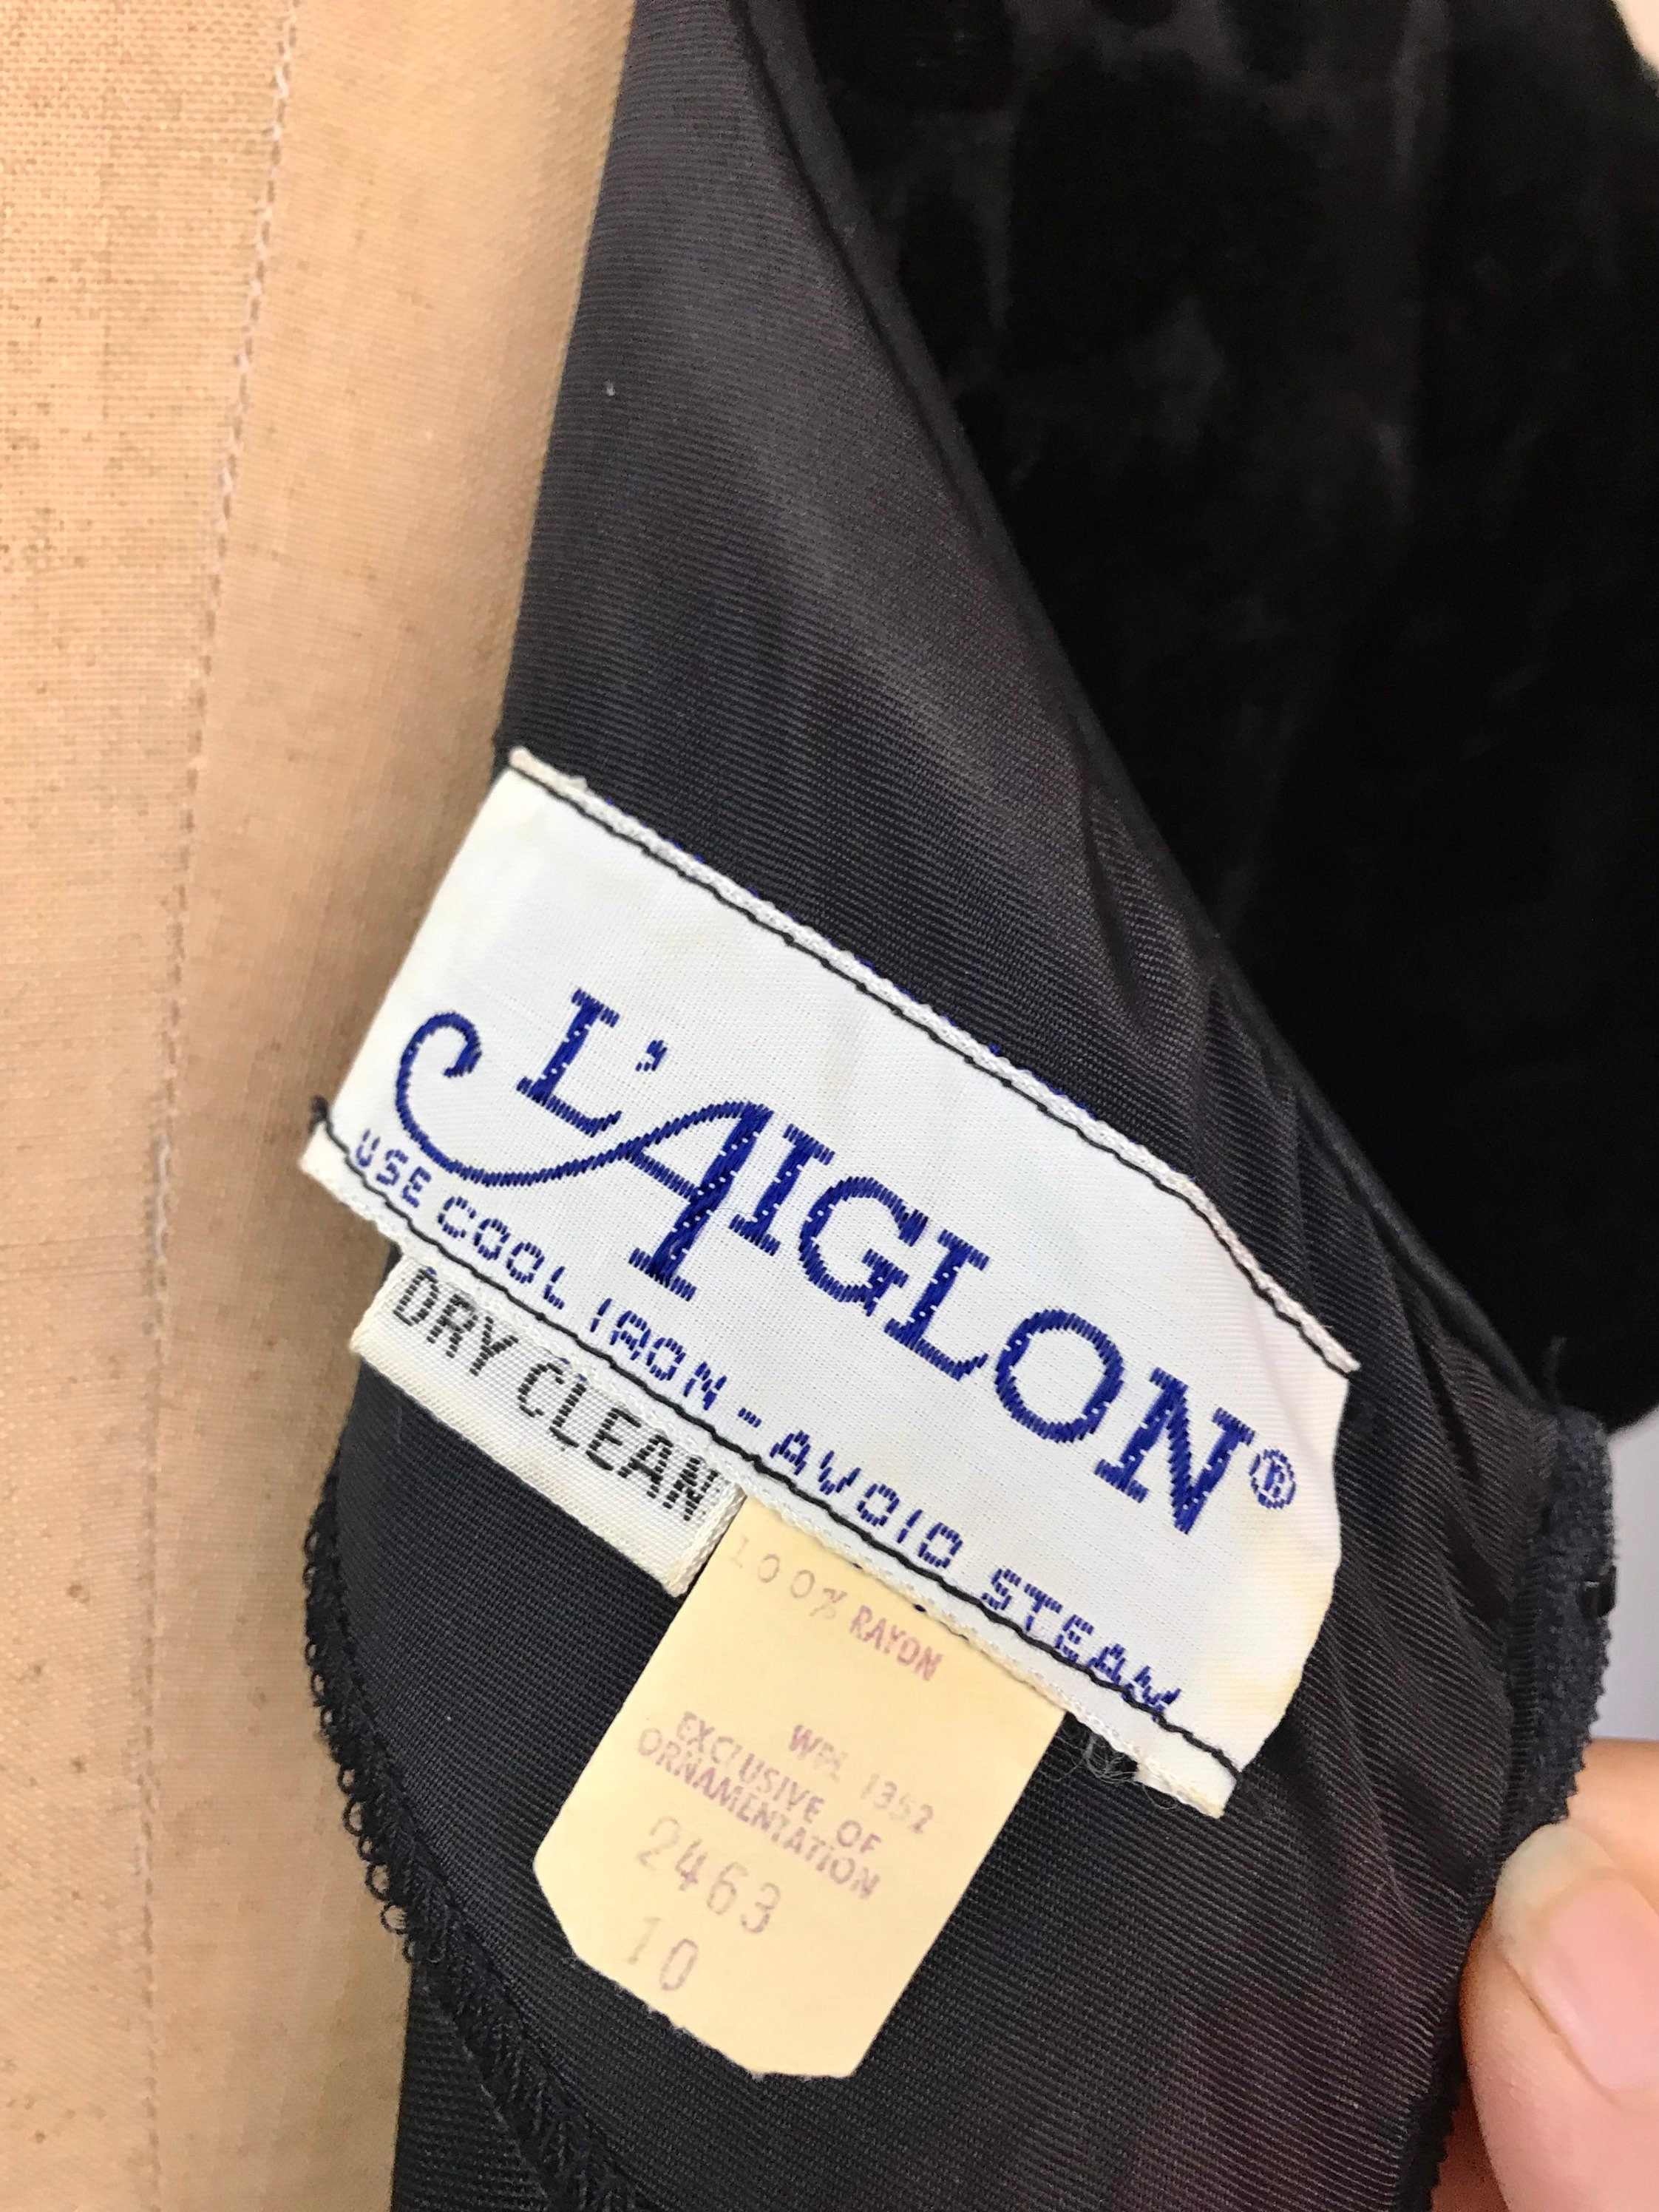 L'AIGLON®
USE COOL IRON - AVOID STEAM
DRY CLEAN
100% RAYON
WPL 1352
EXCLUSIVE OF
ORNAMENTATION
2463
10